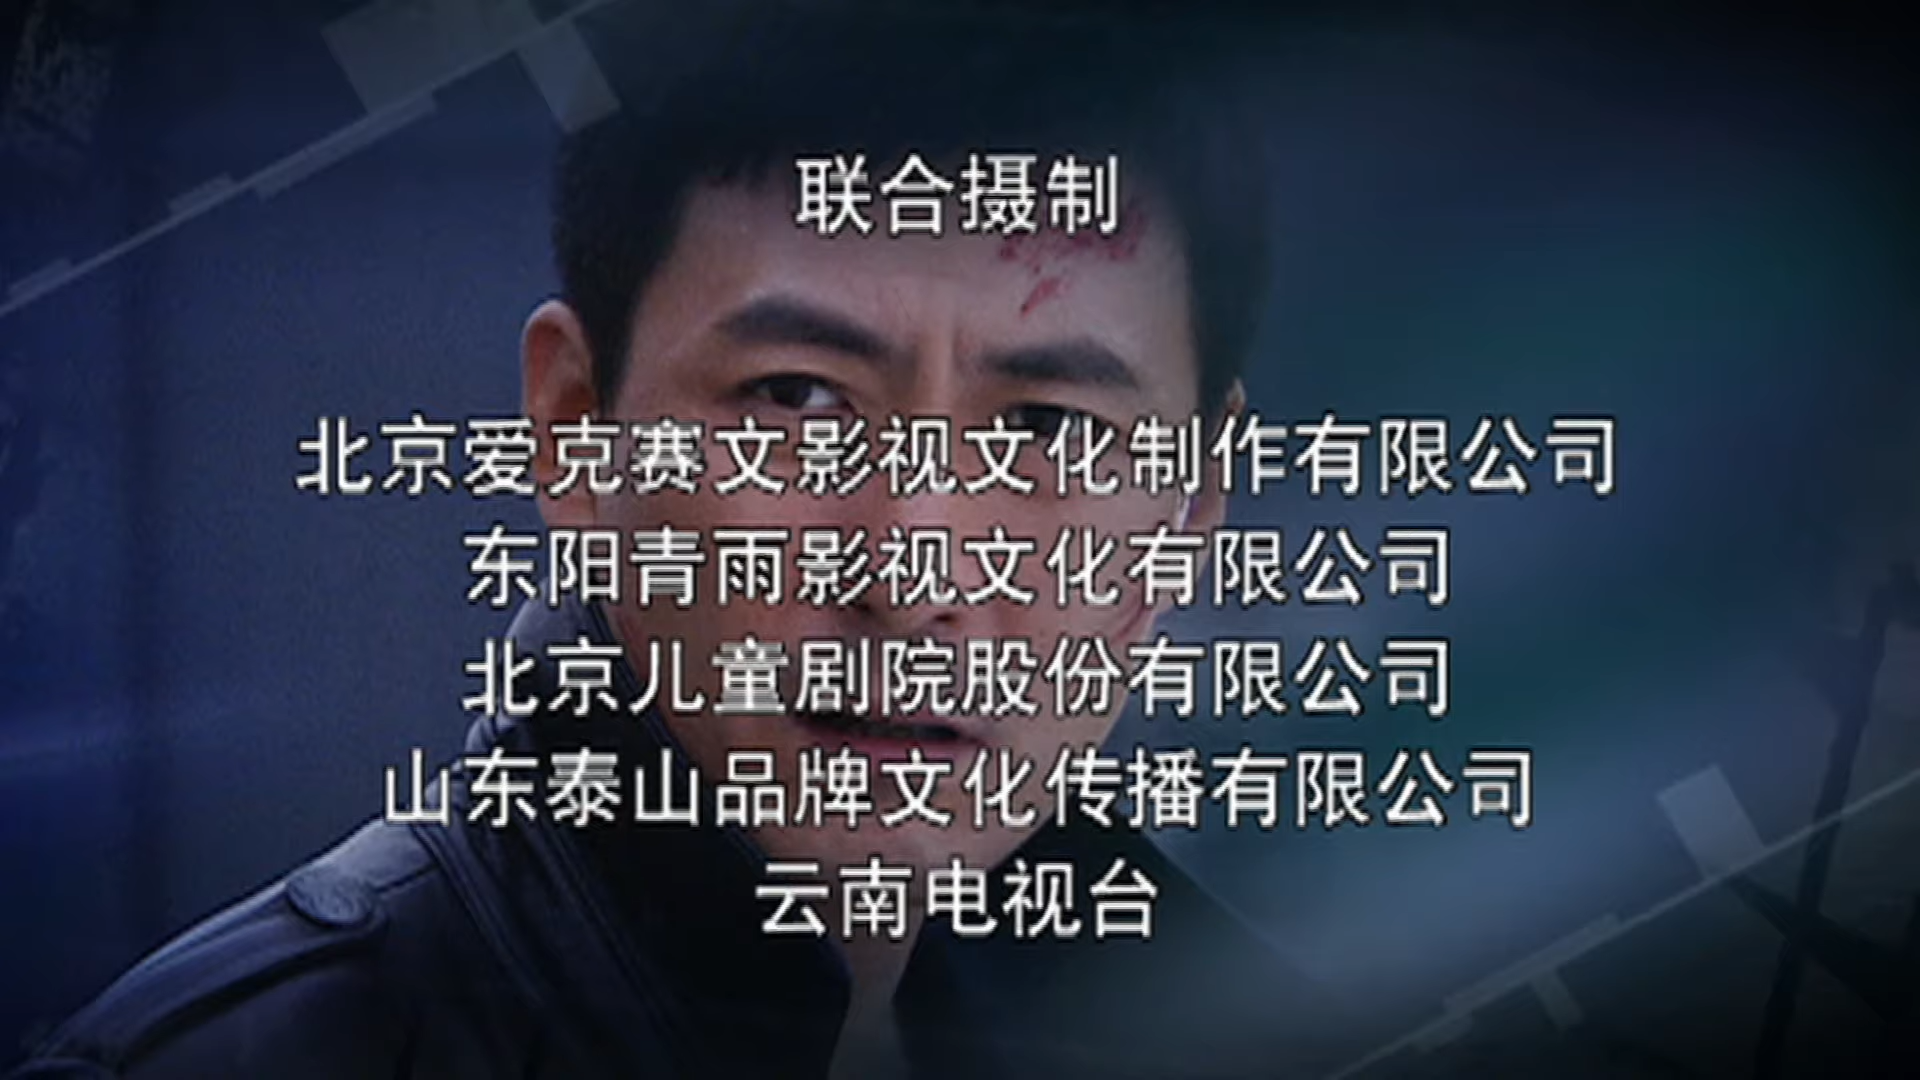 联合摄制
北京爱克赛文影视文化制作有限公司
东阳青雨影视文化有限公司
北京儿童剧院股份有限公司
山东泰山品牌文化传播有限公司
云南电视台